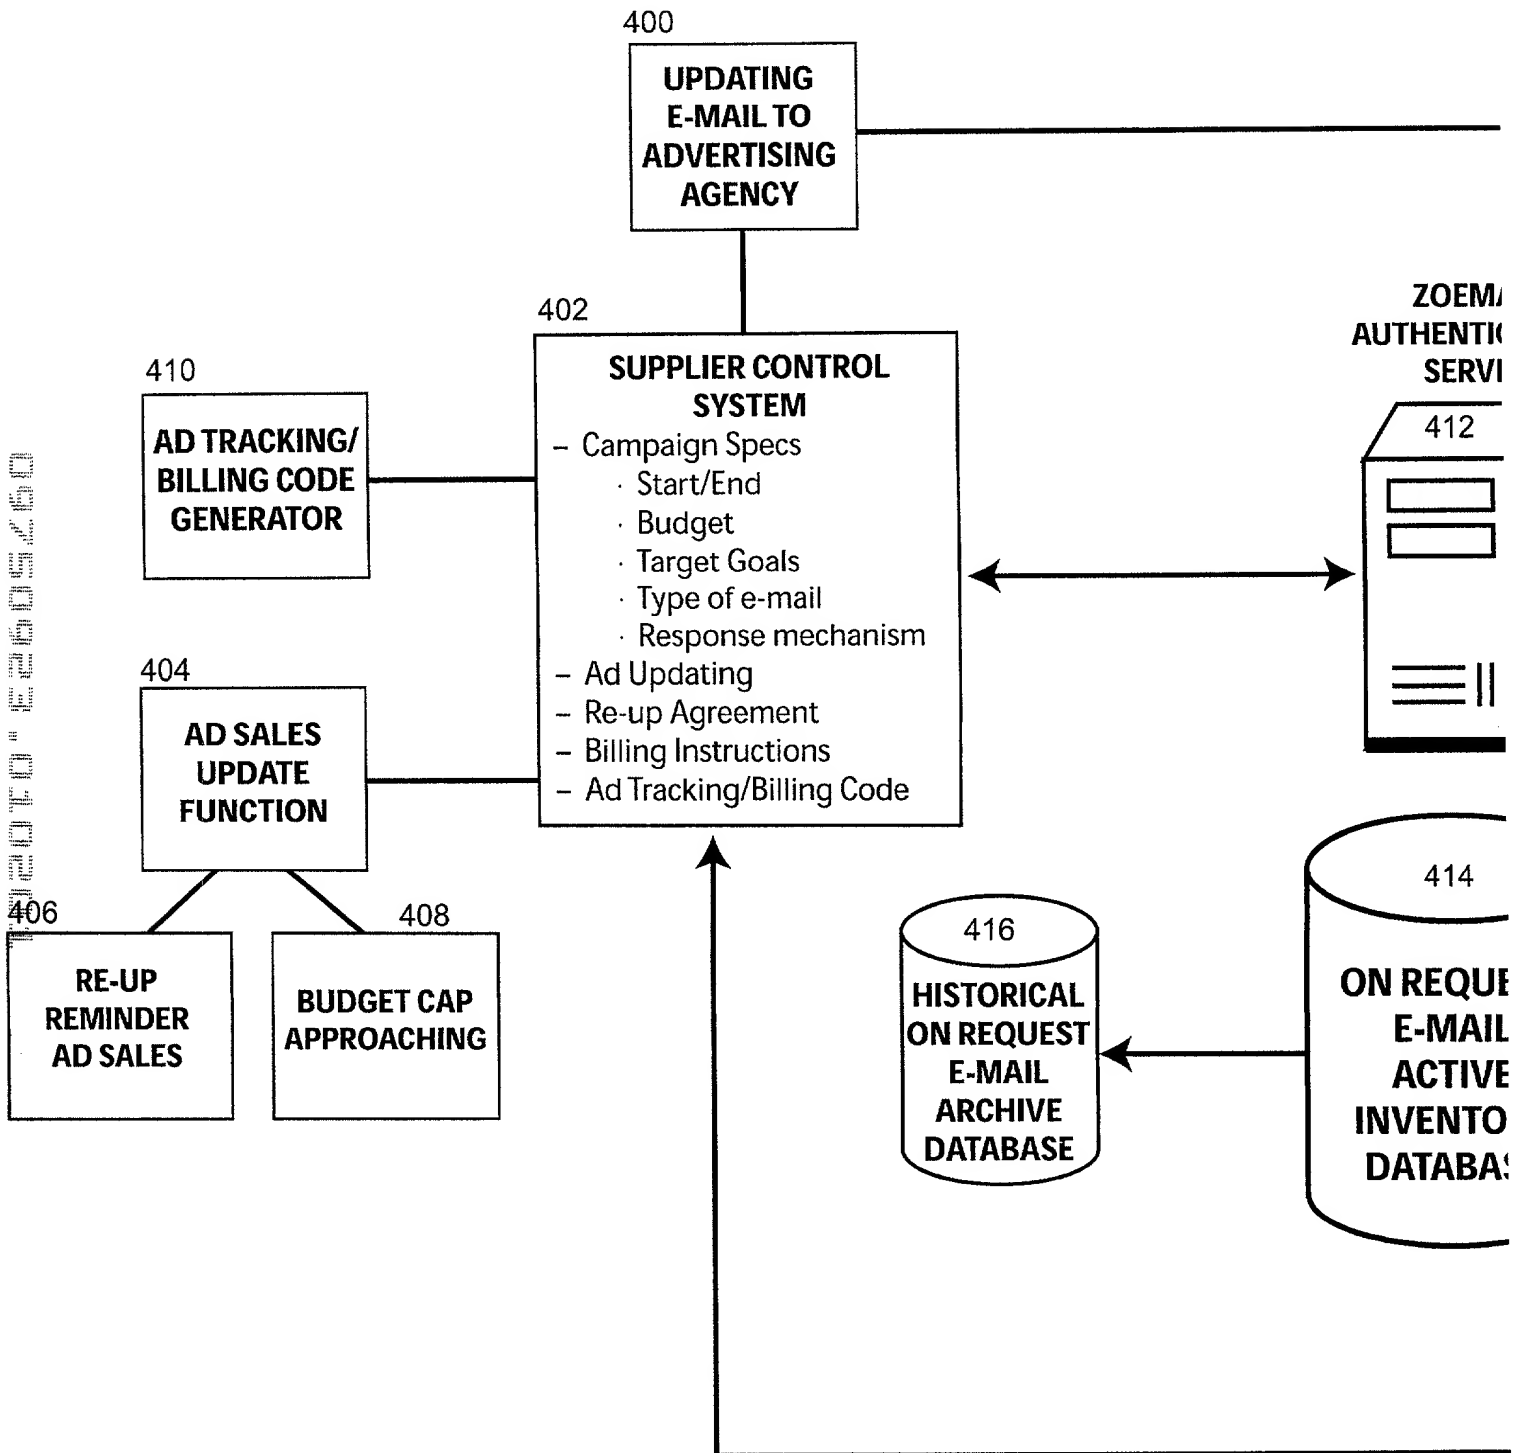 400
UPDATING
E-MAIL TO
ADVERTISING
AGENCY
402
SUPPLIER CONTROL
SYSTEM
– Campaign Specs
· Start/End
· Budget
· Target Goals
· Type of e-mail
· Response mechanism
– Ad Updating
– Re-up Agreement
– Billing Instructions
– Ad Tracking/Billing Code
410
AD TRACKING/
BILLING CODE
GENERATOR
404
AD SALES
UPDATE
FUNCTION
406
RE-UP
REMINDER
AD SALES
408
BUDGET CAP
APPROACHING
412
416
HISTORICAL
ON REQUEST
E-MAIL
ARCHIVE
DATABASE
414
ON
E-MAIL
ACTIVE